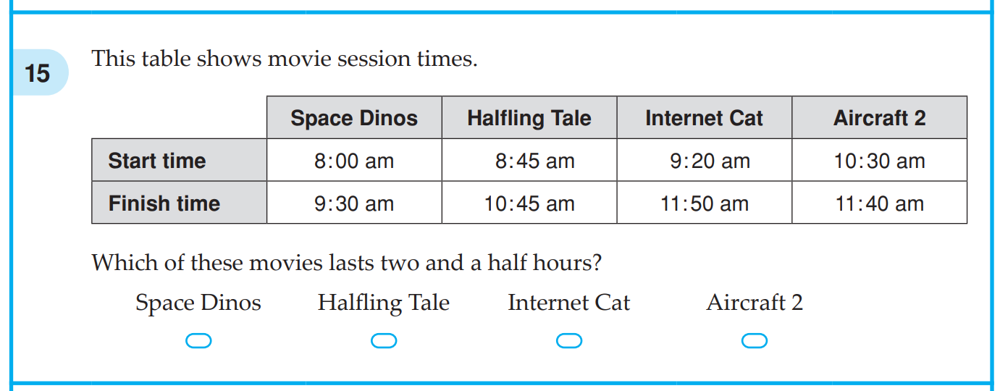 15
This table shows movie session times.
Space Dinos Halfling Tale Internet Cat Aircraft 2
Start time 8:00 am 8:45 am 9:20 am 10:30 am
Finish time 9:30 am 10:45 am 11:50 am 11:40 am
Which of these movies lasts two and a half hours?
Space Dinos Halfling Tale Internet Cat Aircraft 2